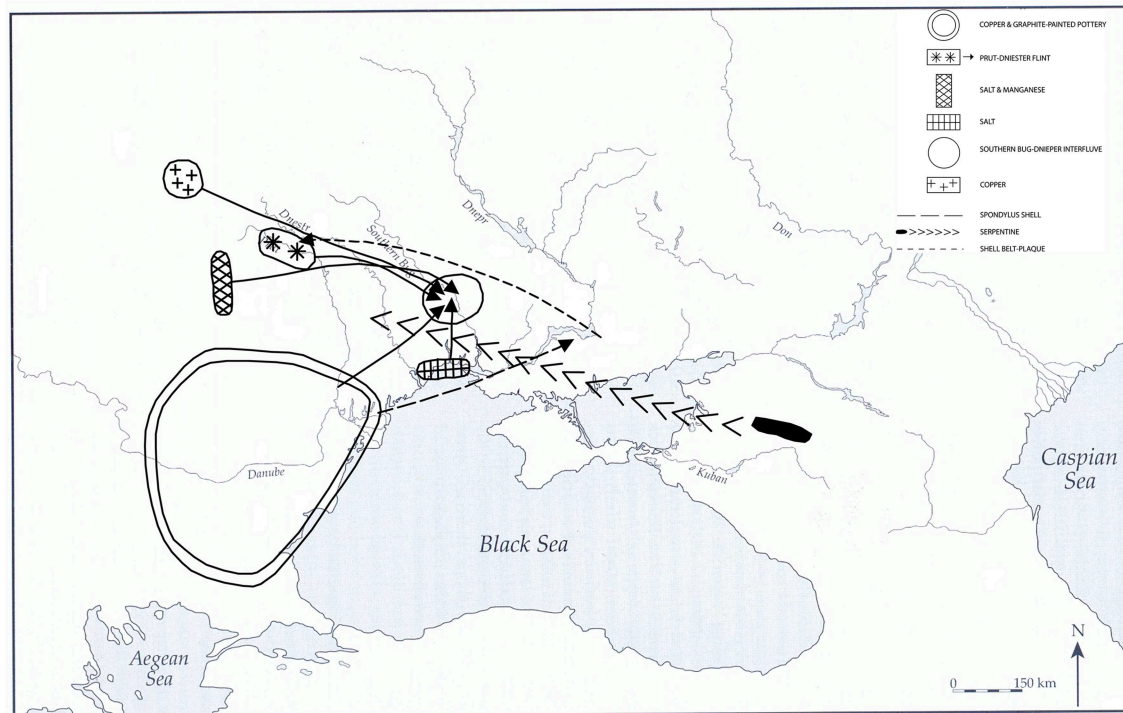 COPPER & GRAPHITE-PAINTED POTTERY
PRUT-DNIESTER FLINT
SALT & MANGANESE
SALT
SOUTHERN BUG-DNIEPER INTERFLUVE
COPPER
SPONDYLUS SHELL
SERPENTINE
SHELL BELT-PLAQUE
Dnestr
Southern Bug
Dnepr
Don
Danube
Kuban
Caspian
Sea
Black Sea
Aegean
Sea
N
0 150 km